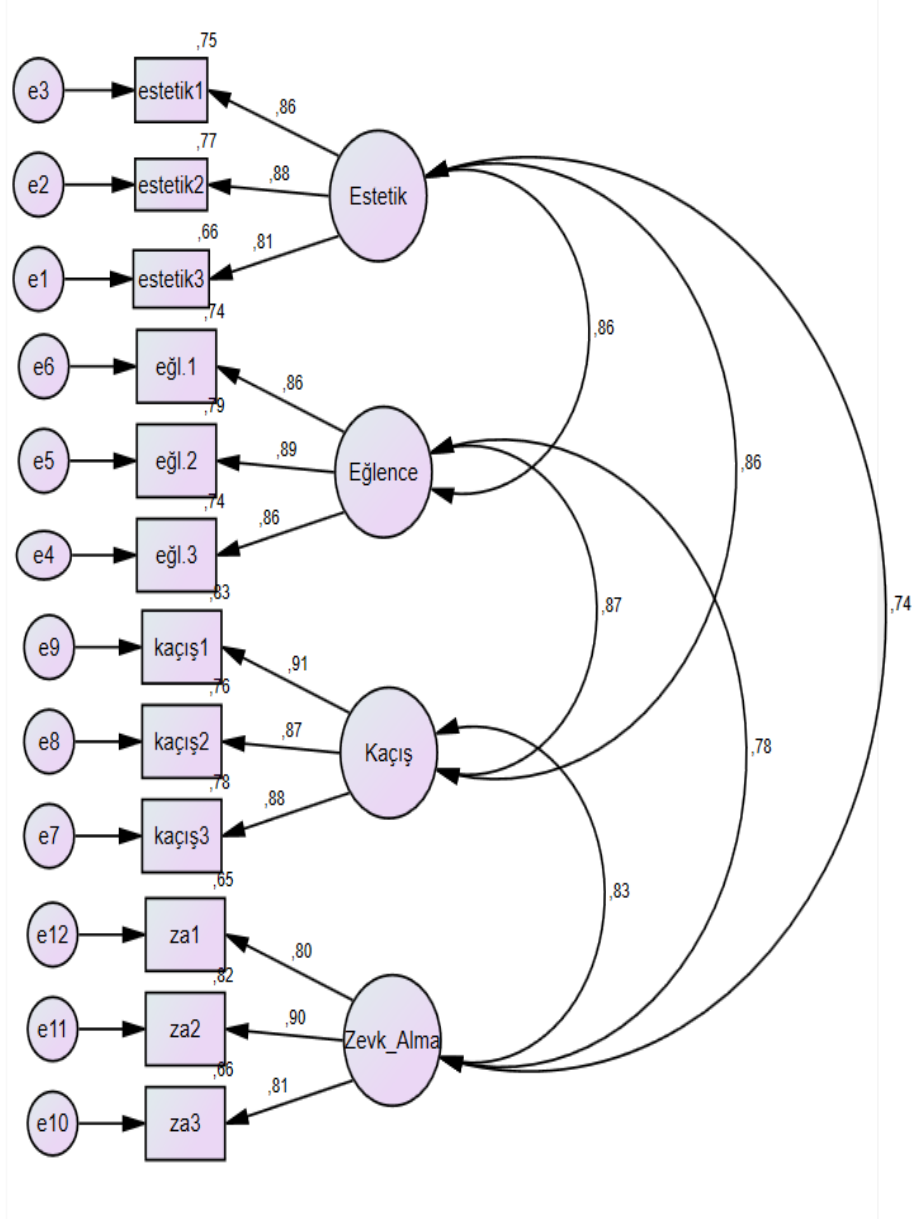 ,75
e3
estetik1
,86
,77
e2
estetik2
,88
Estetik
,66
e1
estetik3
,81
,74
e6
eğl.1
,86
,79
e5
eğl.2
,89
Eğlence
,74
e4
eğl.3
,86
,83
e9
kaçış1
,91
,76
e8
kaçış2
,87
Kaçış
,78
e7
kaçış3
,88
,65
e12
za1
,80
,82
e11
za2
,90
Zevk_Alma
,66
e10
za3
,81
,86
,86
,87
,74
,78
,83